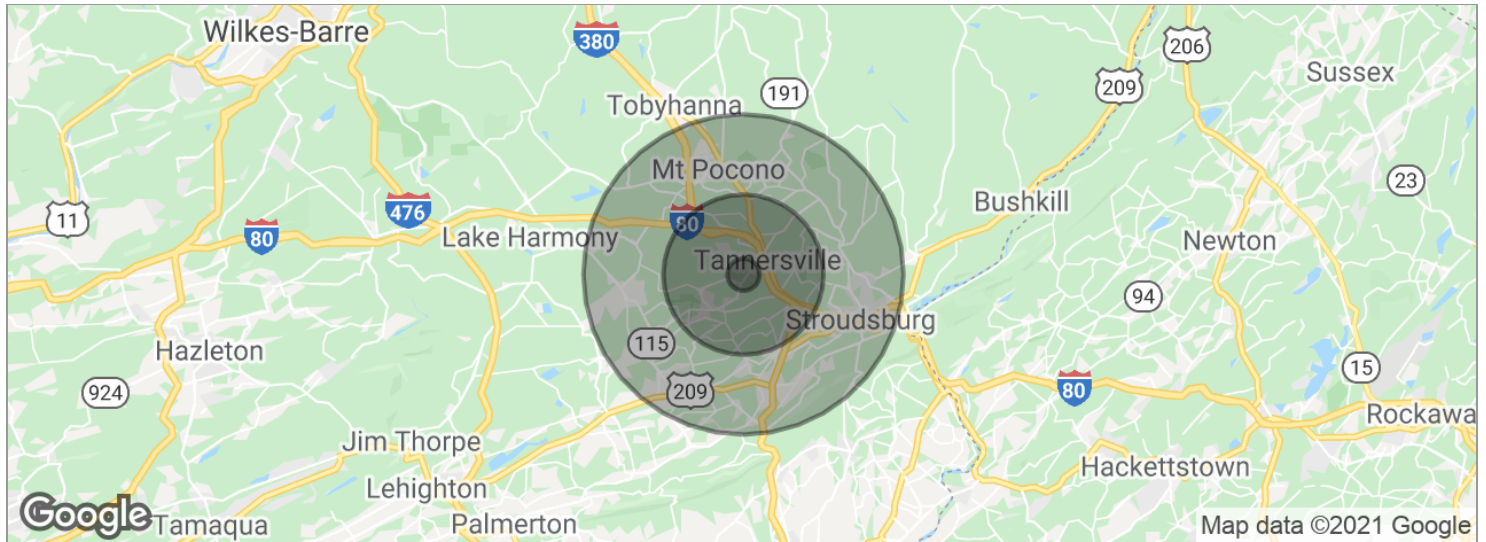 Wilkes-Barre
380
206
Sussex
209
191
Tobyhanna
Mt Pocono
23
Bushkill
476
11
80
80
Lake Harmony
Newton
Tannersville
94
Stroudsburg
115
Hazleton
15
80
924
209
Rockawa
Jim Thorpe
Hackettstown
Lehighton
Google
Tamaqua
Palmerton
Map data ©2021 Google